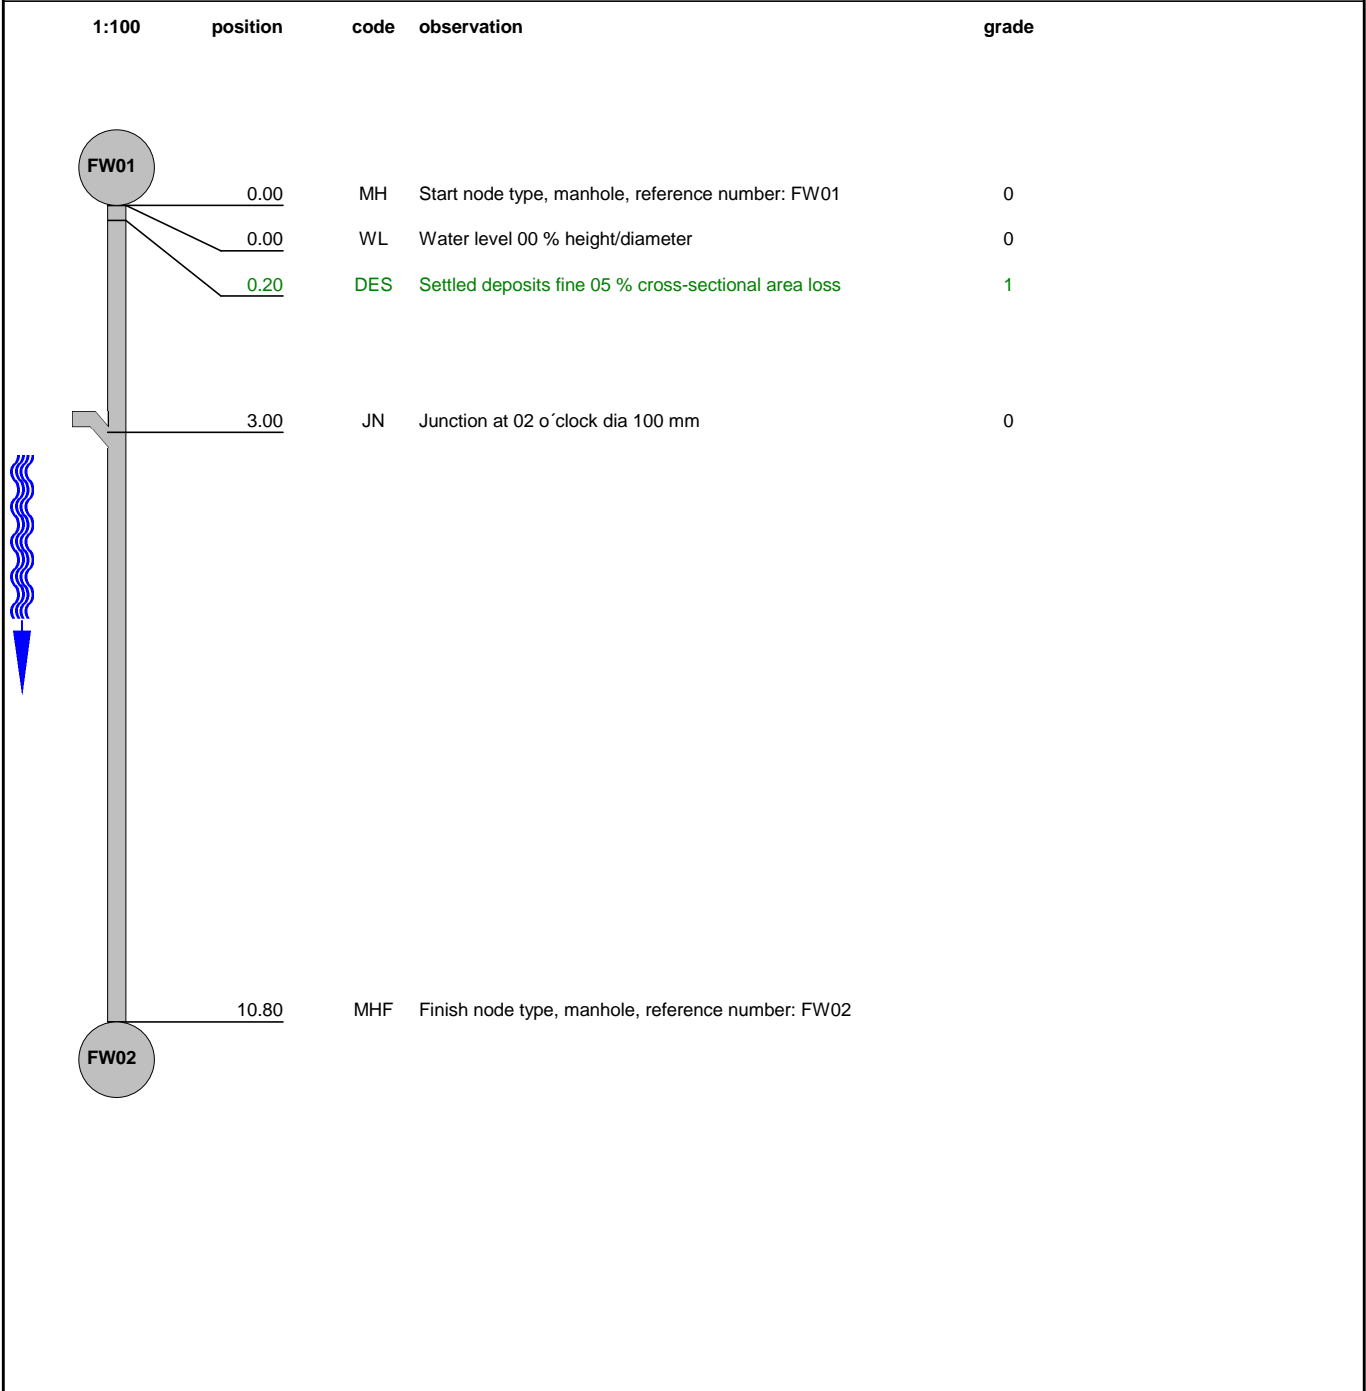 1:100 position code observation grade
FW01
0.00 MH Start node type, manhole, reference number: FW01 0
0.00 WL Water level 00 % height/diameter 0
0.20 DES Settled deposits fine 05 % cross-sectional area loss 1
3.00 JN Junction at 02 o´clock dia 100 mm 0
10.80 MHF Finish node type, manhole, reference number: FW02
FW02